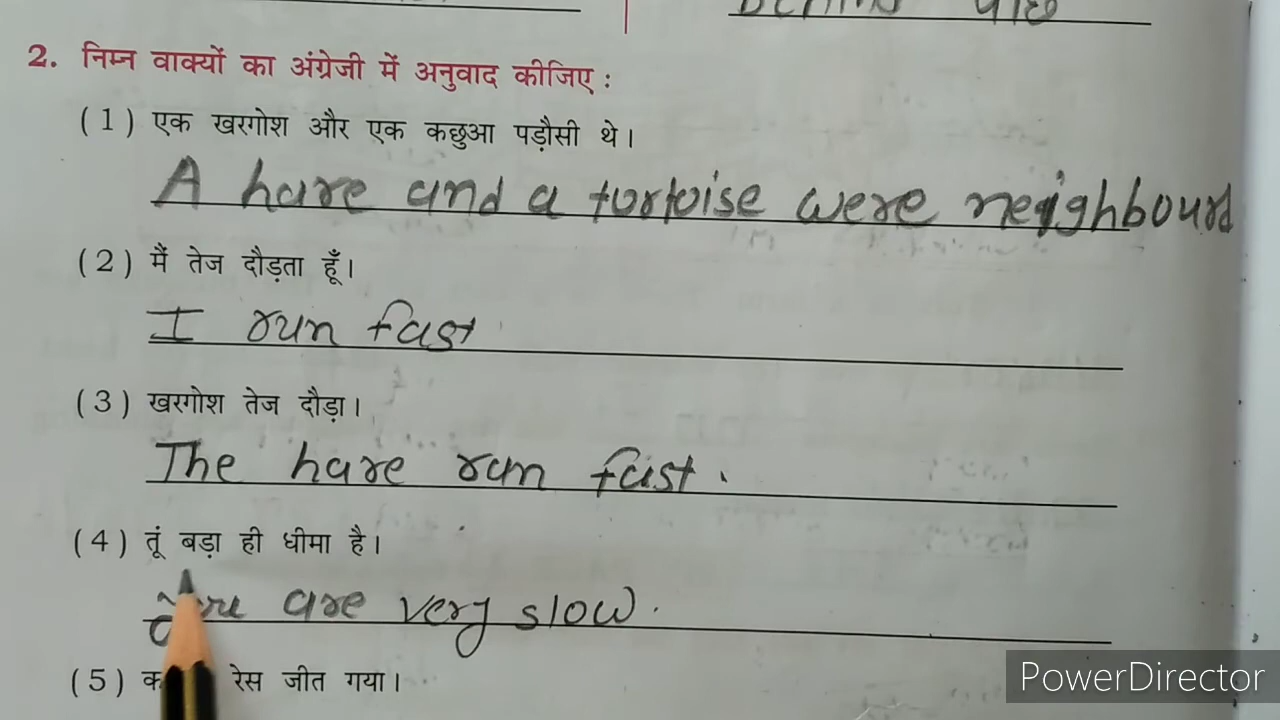 2. निम्न वाक्यों का अंग्रेजी में अनुवाद कीजिए :
(1) एक खरगोश और एक कछुआ पड़ौसी थे।
A hare and a tortoise were neighbours
(2) मैं तेज दौड़ता हूँ।
I run fast
(3) खरगोश तेज दौड़ा।
The hare ran fast.
(4) तूं बड़ा ही धीमा है।
are very slow.
(5) रेस जीत गया।
PowerDirector